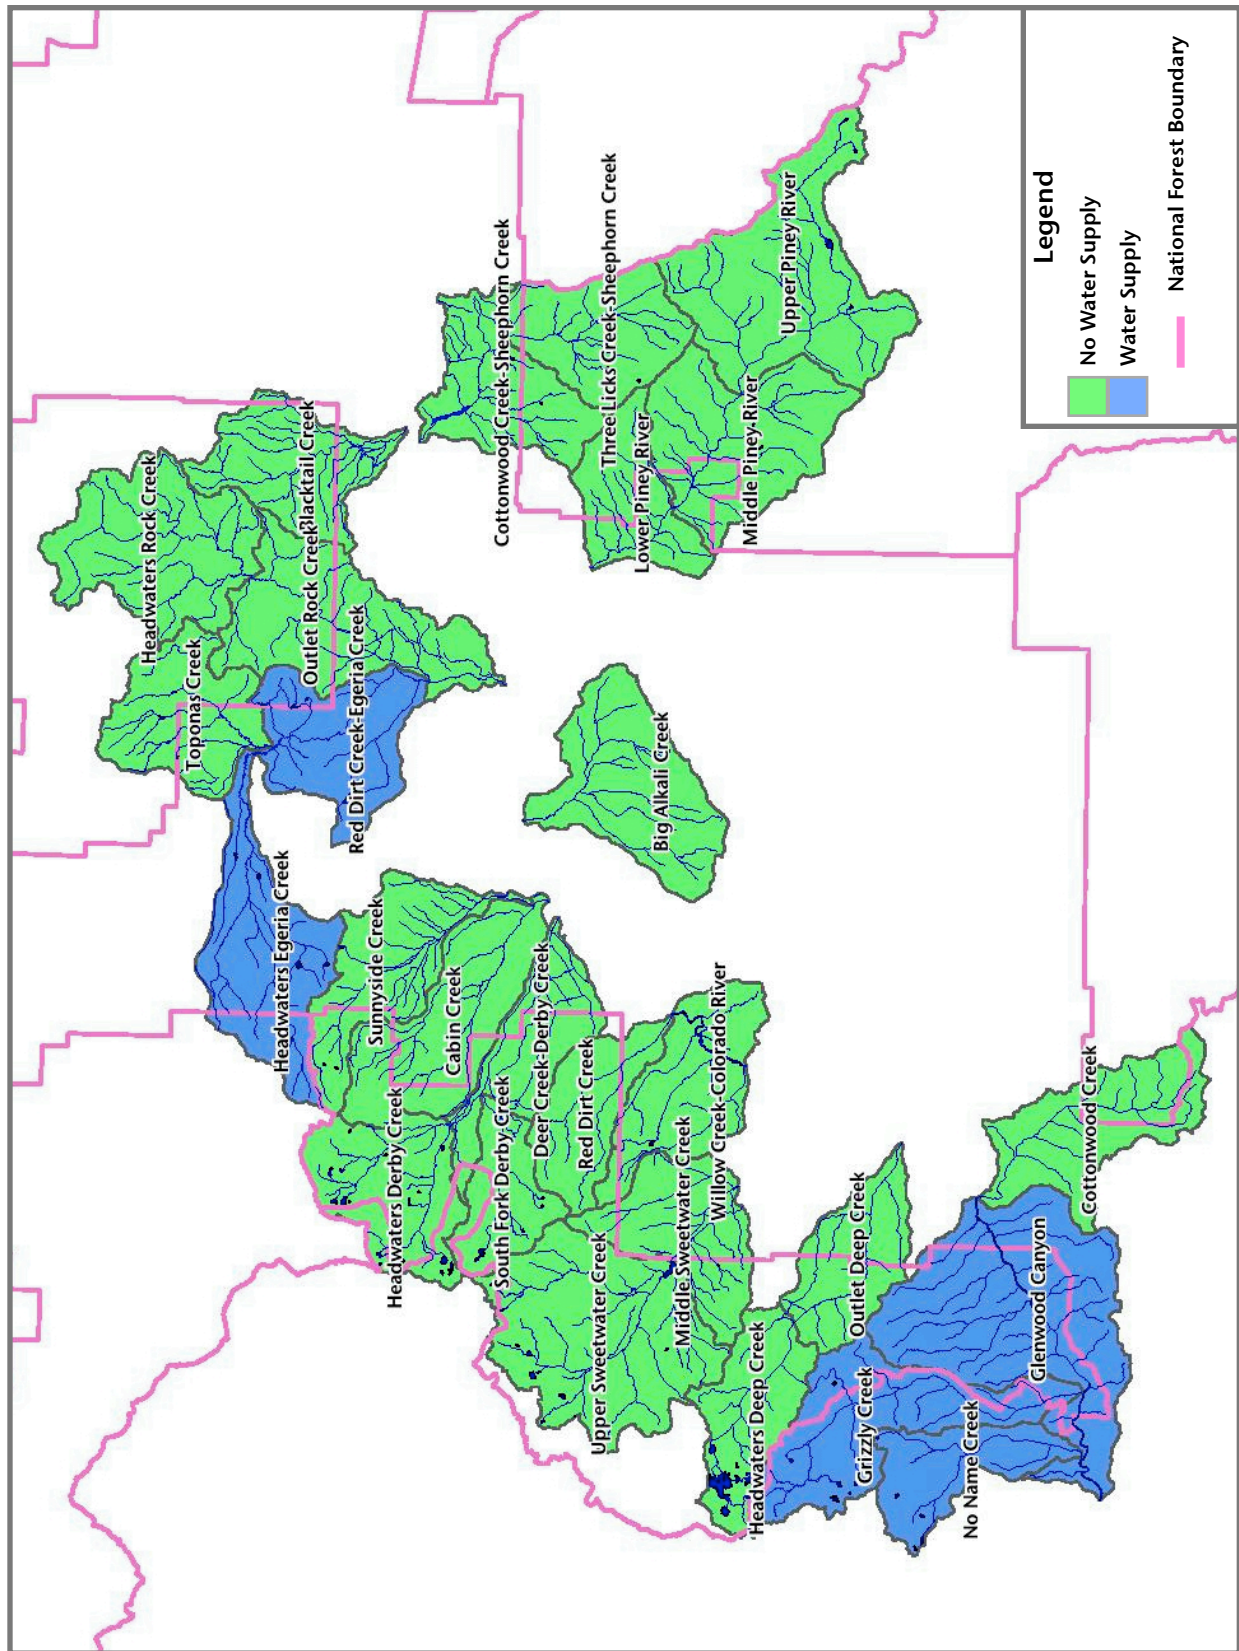 Headwaters Rock Creek
Toponas Creek
Blacktail Creek
Outlet Rock Creek
Red Dirt Creek-Egeria Creek
Headwaters Egeria Creek
Cottonwood Creek-Sheephorn Creek
Three Licks Creek-Sheephorn Creek
Lower Piney River
Middle Piney River
Upper Piney River
Big Alkali Creek
Sunnyside Creek
Cabin Creek
Headwaters Derby Creek
South Fork Derby Creek
Deer Creek-Derby Creek
Red Dirt Creek
Upper Sweetwater Creek
Middle Sweetwater Creek
Willow Creek-Colorado River
Headwaters Deep Creek
Outlet Deep Creek
Grizzly Creek
No Name Creek
Glenwood Canyon
Cottonwood Creek
Legend
No Water Supply
Water Supply
National Forest Boundary